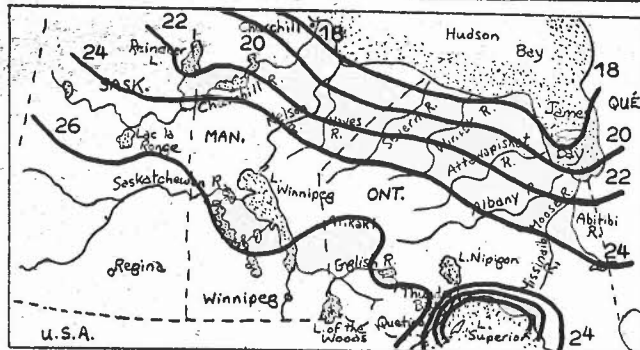 22
Churchill
18
Hudson
Bay
24
Reindeer
L.
20
18
SASK.
Churchill R.
James
Bay
QUÉ
26
Nelson
R.
Hayes
R.
Severn R.
Winisk R.
Attawapiskat
R.
20
Lac la
Ronge
MAN.
22
Saskatchewan R.
L. Winnipeg
ONT.
Albany R.
Moose R.
Abitibi
R.
Missinaibi
R.
24
Regina
English R.
L. Nipigon
Winnipeg
L. of the
Woods
Quetico
L.
Superior
24
U.S.A.